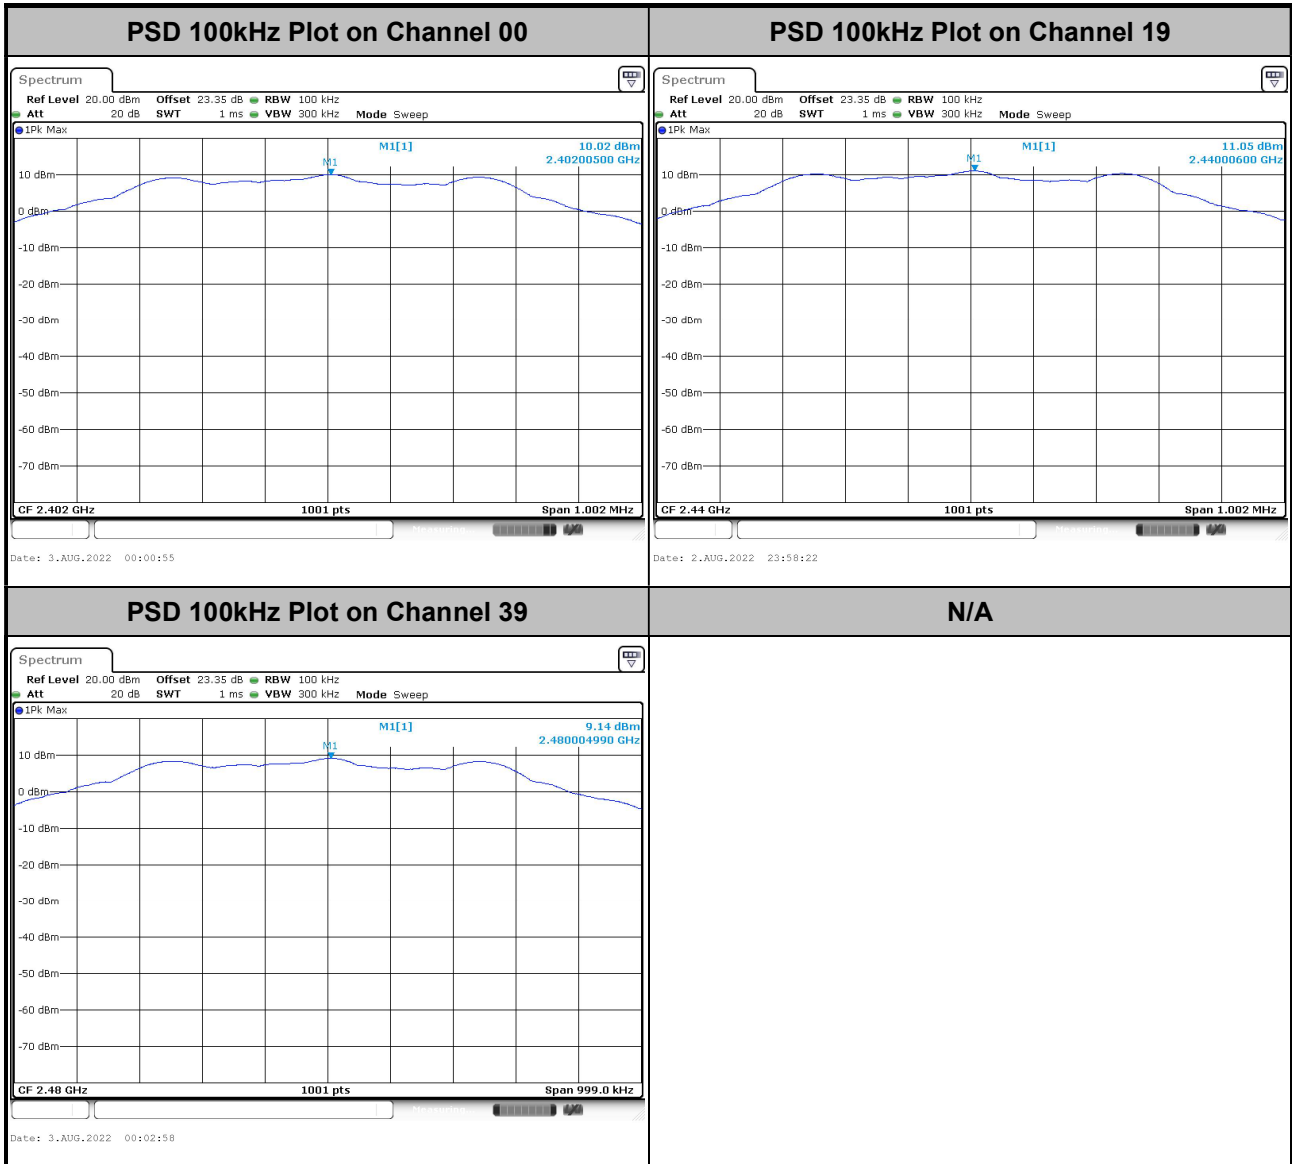 PSD 100kHz Plot on Channel 00
Spectrum
Ref Level 20.00 dBm Offset 23.35 dB RBW 100 kHz
Att 20 dB SWT 1 ms VBW 300 kHz Mode Sweep
1Pk Max
M1[1] 10.02 dBm
2.40200500 GHz
M1
10 dBm
0 dBm
-10 dBm
-20 dBm
-30 dBm
-40 dBm
-50 dBm
-60 dBm
-70 dBm
CF 2.402 GHz 1001 pts Span 1.002 MHz
Measuring...
Date: 3.AUG.2022 00:00:55
PSD 100kHz Plot on Channel 19
Spectrum
Ref Level 20.00 dBm Offset 23.35 dB RBW 100 kHz
Att 20 dB SWT 1 ms VBW 300 kHz Mode Sweep
1Pk Max
M1[1] 11.05 dBm
2.44000600 GHz
M1
10 dBm
0 dBm
-10 dBm
-20 dBm
-30 dBm
-40 dBm
-50 dBm
-60 dBm
-70 dBm
CF 2.44 GHz 1001 pts Span 1.002 MHz
Measuring...
Date: 2.AUG.2022 23:58:22
PSD 100kHz Plot on Channel 39
Spectrum
Ref Level 20.00 dBm Offset 23.35 dB RBW 100 kHz
Att 20 dB SWT 1 ms VBW 300 kHz Mode Sweep
1Pk Max
M1[1] 9.14 dBm
2.480004990 GHz
M1
10 dBm
0 dBm
-10 dBm
-20 dBm
-30 dBm
-40 dBm
-50 dBm
-60 dBm
-70 dBm
CF 2.48 GHz 1001 pts Span 999.0 kHz
Measuring...
Date: 3.AUG.2022 00:02:58
N/A